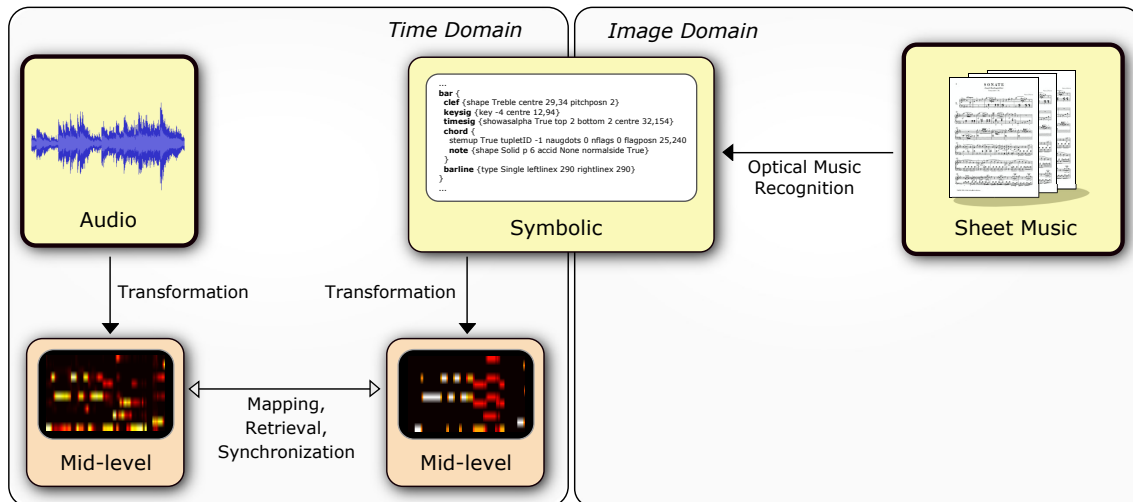 Time Domain
Image Domain
...
bar {
clef {shape Treble centre 29,34 pitchposn 2}
keysig {key -4 centre 12,94}
timesig {showasalpha True top 2 bottom 2 centre 32,154}
chord {
stemup True tupletID -1 naugdots 0 nflags 0 flagposn 25,240
note {shape Solid p 6 accid None normalside True}
}
barline {type Single leftlinex 290 rightlinex 290}
}
...
Audio
Symbolic
Optical Music
Recognition
SONATE
Sheet Music
Transformation
Transformation
Mapping,
Retrieval,
Synchronization
Mid-level
Mid-level